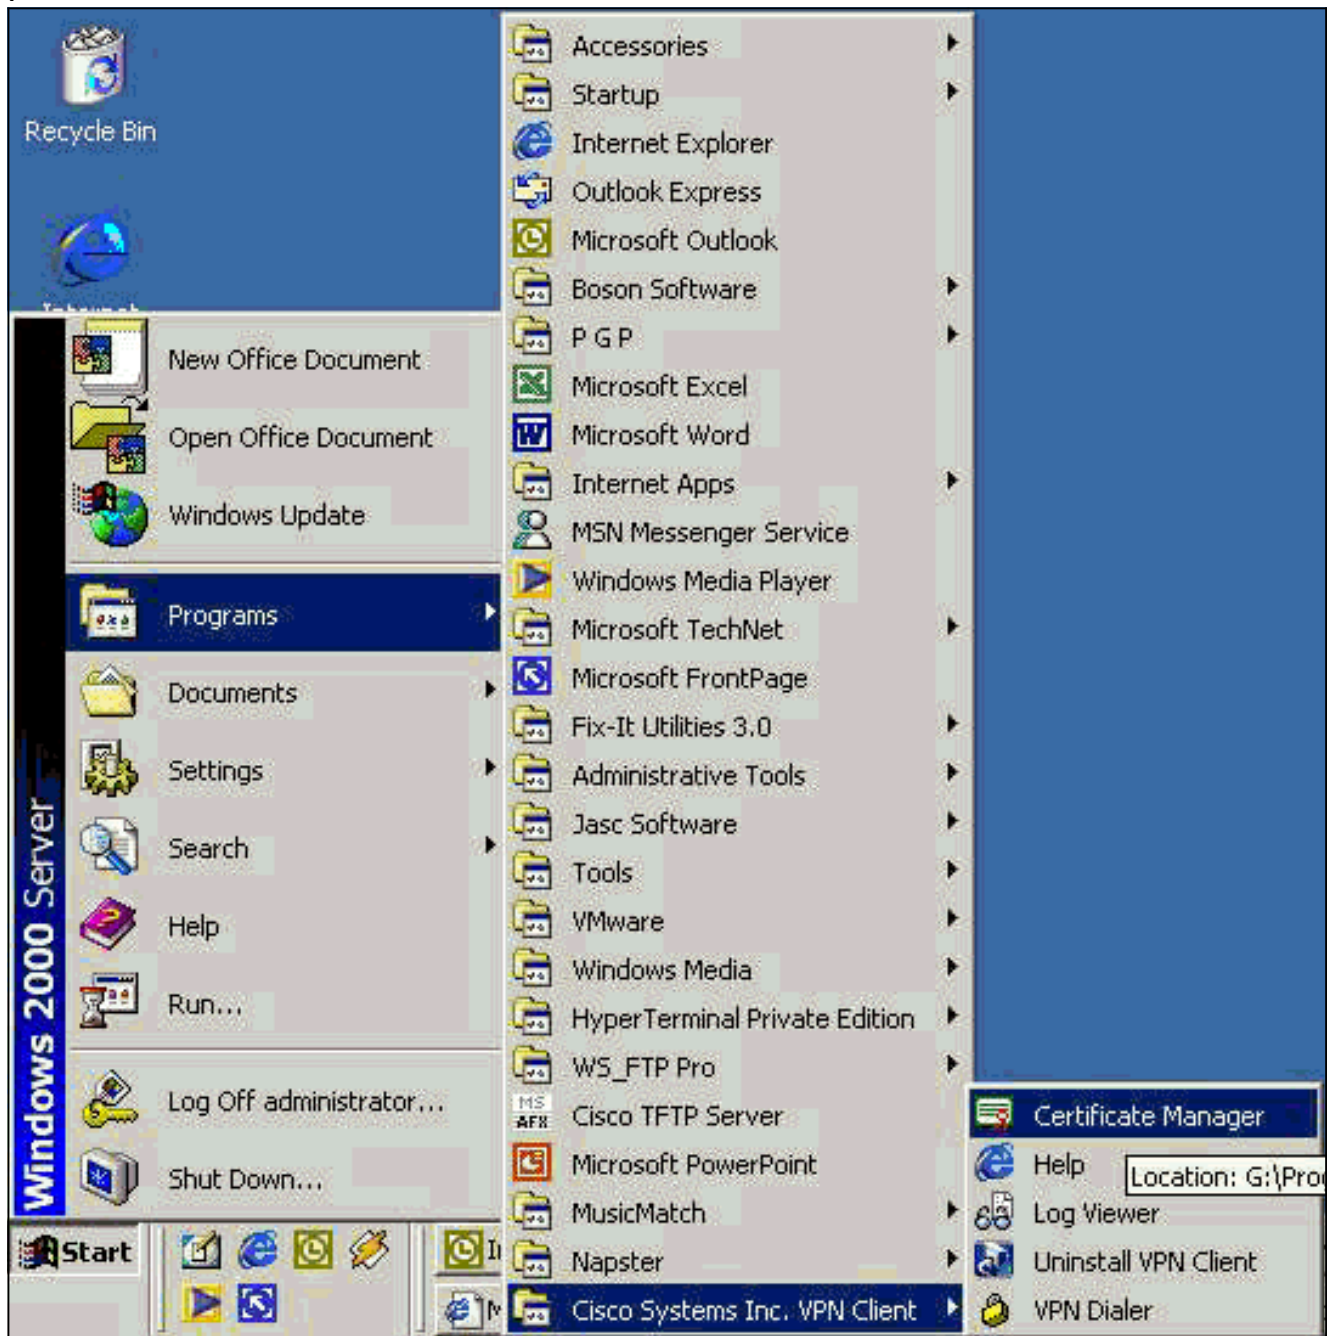 Recycle Bin
Internet
New Office Document
Open Office Document
Windows Update
Programs
Documents
Settings
Search
Help
Run...
Log Off administrator...
Shut Down...
Windows 2000 Server
Start
Accessories
Startup
Internet Explorer
Outlook Express
Microsoft Outlook
Boson Software
P G P
Microsoft Excel
Microsoft Word
Internet Apps
MSN Messenger Service
Windows Media Player
Microsoft TechNet
Microsoft FrontPage
Fix-It Utilities 3.0
Administrative Tools
Jasc Software
Tools
VMware
Windows Media
HyperTerminal Private Edition
WS_FTP Pro
MS
AFX
Cisco TFTP Server
Microsoft PowerPoint
MusicMatch
Napster
Cisco Systems Inc. VPN Client
Certificate Manager
Help
Location: G:\Pro
Log Viewer
Uninstall VPN Client
VPN Dialer